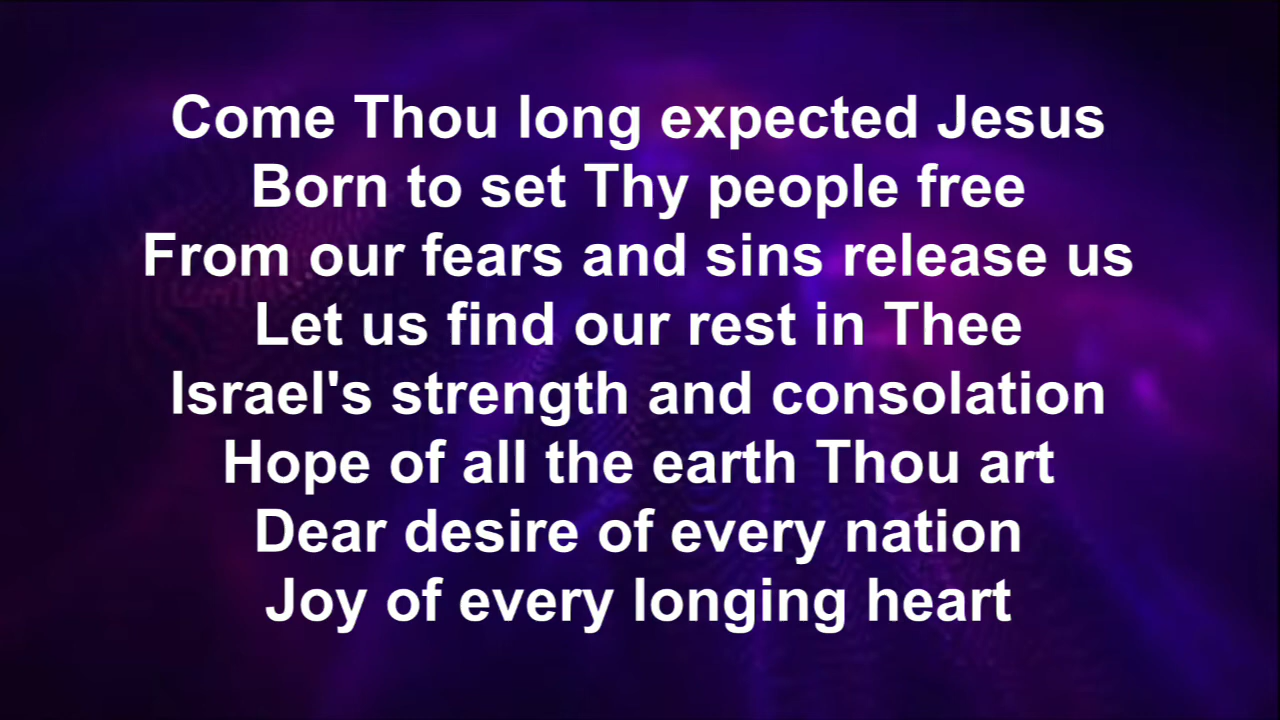 Come Thou long expected Jesus
Born to set Thy people free
From our fears and sins release us
Let us find our rest in Thee
Israel's strength and consolation
Hope of all the earth Thou art
Dear desire of every nation
Joy of every longing heart